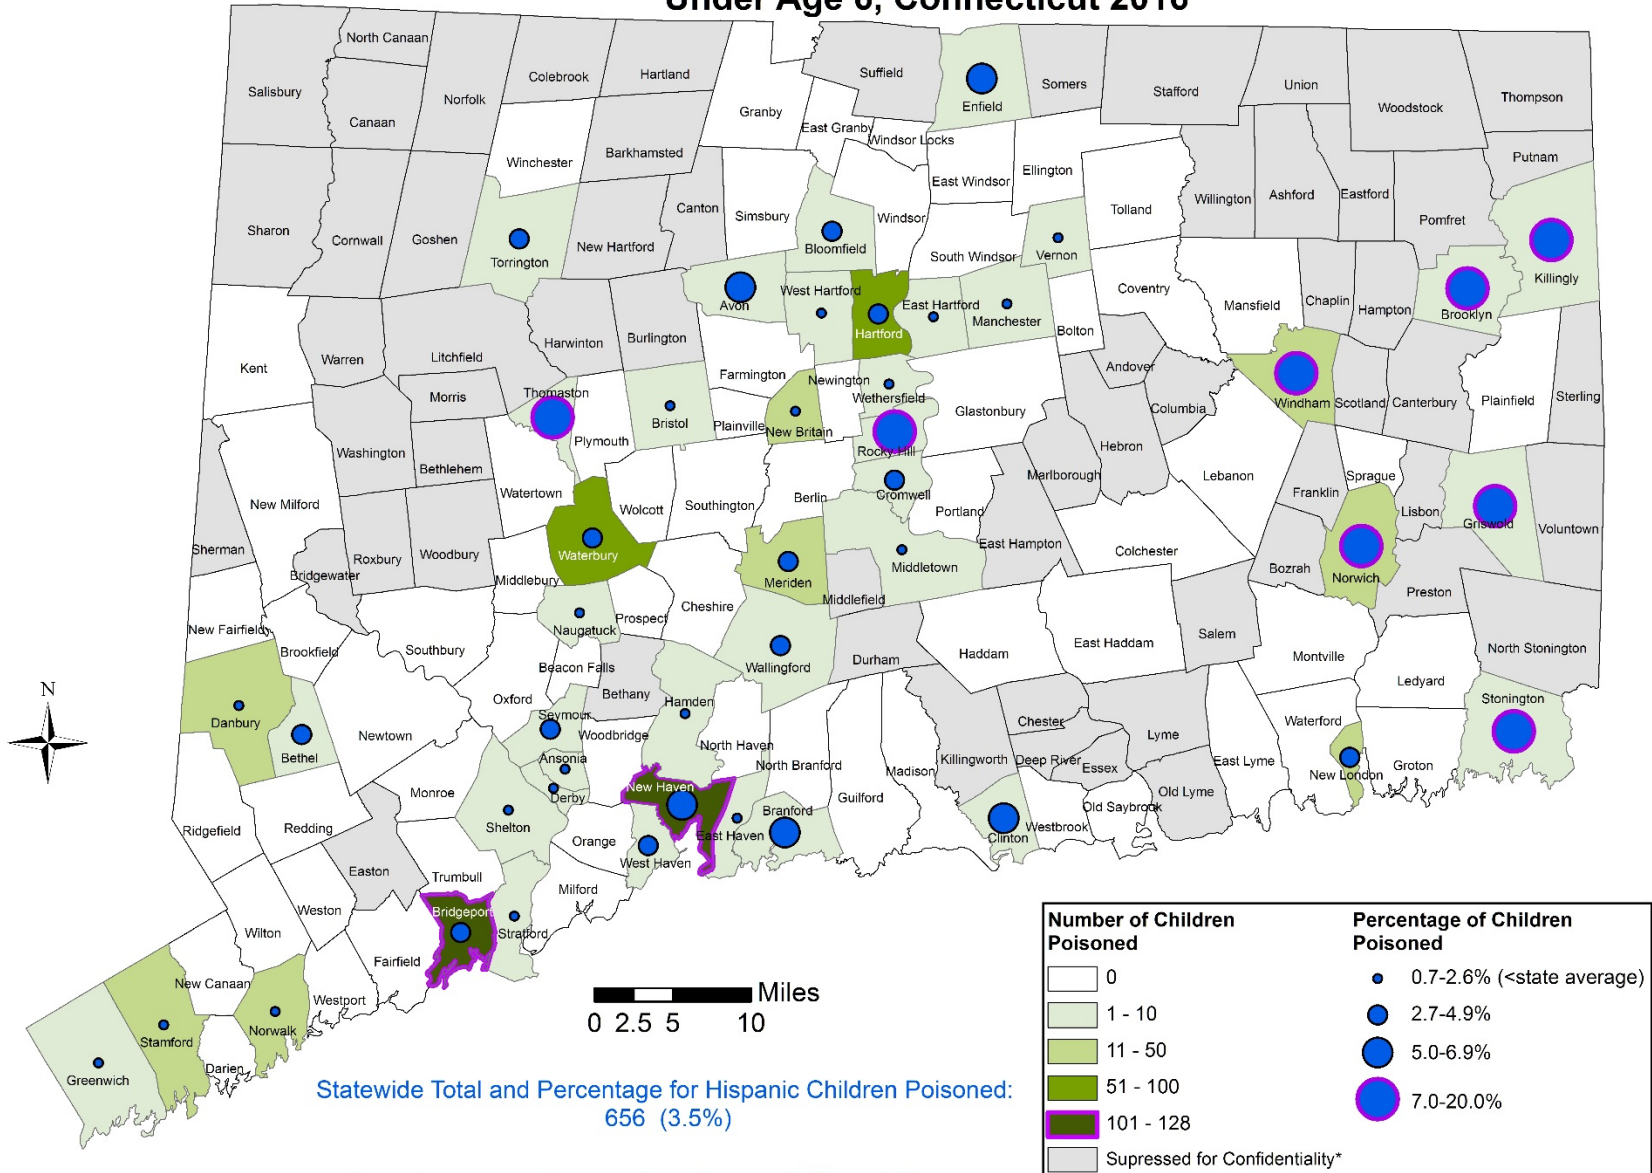 Under Age 6, Connecticut 2016
North Canaan
Salisbury
Canaan
Norfolk
Colebrook
Hartland
Granby
Suffield
Enfield
Somers
Stafford
Union
Woodstock
Thompson
East Granby
Windsor Locks
Winchester
Barkhamsted
East Windsor
Ellington
Putnam
Sharon
Cornwall
Goshen
Torrington
New Hartford
Canton
Simsbury
Bloomfield
Windsor
South Windsor
Vernon
Tolland
Willington
Ashford
Eastford
Pomfret
Killingly
Avon
West Hartford
Hartford
East Hartford
Manchester
Bolton
Coventry
Mansfield
Chaplin
Hampton
Brooklyn
Kent
Warren
Litchfield
Harwinton
Burlington
Farmington
Newington
Wethersfield
Glastonbury
Andover
Columbia
Windham
Scotland
Canterbury
Plainfield
Sterling
Morris
Thomaston
Plymouth
Bristol
Plainville
New Britain
Rocky Hill
Hebron
Marlborough
Lebanon
Sprague
Franklin
Lisbon
Griswold
Voluntown
Washington
Bethlehem
New Milford
Watertown
Wolcott
Southington
Berlin
Cromwell
Portland
East Hampton
Colchester
Bozrah
Norwich
Preston
Sherman
Bridgewater
Roxbury
Woodbury
Waterbury
Middlebury
Meriden
Middletown
Middlefield
New Fairfield
Brookfield
Southbury
Naugatuck
Prospect
Cheshire
Wallingford
Durham
Haddam
East Haddam
Salem
Montville
Ledyard
North Stonington
N
Danbury
Bethel
Newtown
Oxford
Beacon Falls
Bethany
Seymour
Woodbridge
Hamden
Ansonia
Derby
North Haven
North Branford
Guilford
Madison
Killingworth
Chester
Deep River
Essex
Lyme
Old Lyme
East Lyme
Waterford
New London
Groton
Stonington
Ridgefield
Redding
Monroe
Shelton
Orange
New Haven
West Haven
East Haven
Branford
Clinton
Westbrook
Old Saybrook
Easton
Trumbull
Milford
Bridgeport
Stratford
Weston
Wilton
Fairfield
New Canaan
Norwalk
Westport
Stamford
Darien
Greenwich
Miles
0 2.5 5 10
Statewide Total and Percentage for Hispanic Children Poisoned:
656 (3.5%)
Number of Children
Poisoned
0
1 - 10
11 - 50
51 - 100
101 - 128
Supressed for Confidentiality*
Percentage of Children
Poisoned
0.7-2.6% (<state average)
2.7-4.9%
5.0-6.9%
7.0-20.0%